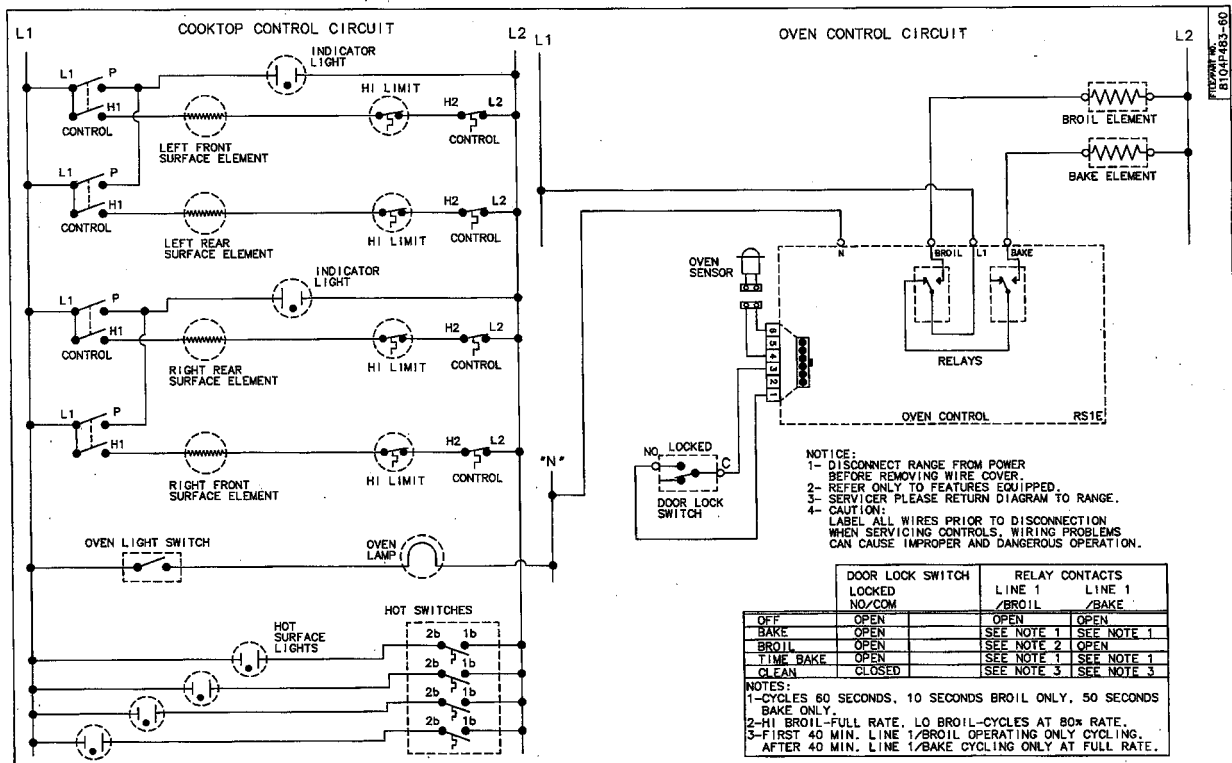 COOKTOP CONTROL CIRCUIT
OVEN CONTROL CIRCUIT
8104P483-60
L1
L2
L1
L2
INDICATOR
LIGHT
L1
P
H1
CONTROL
HI LIMIT
H2
L2
CONTROL
LEFT FRONT
SURFACE ELEMENT
L1
P
H1
CONTROL
HI LIMIT
H2
L2
CONTROL
LEFT REAR
SURFACE ELEMENT
INDICATOR
LIGHT
L1
P
H1
CONTROL
HI LIMIT
H2
L2
CONTROL
RIGHT REAR
SURFACE ELEMENT
L1
P
H1
HI LIMIT
H2
L2
CONTROL
RIGHT FRONT
SURFACE ELEMENT
"N"
OVEN LIGHT SWITCH
OVEN
LAMP
HOT SWITCHES
HOT
SURFACE
LIGHTS
2b 1b
2b 1b
2b 1b
2b 1b
BROIL ELEMENT
BAKE ELEMENT
N
BROIL
L1
BAKE
OVEN
SENSOR
6
5
4
3
2
1
RELAYS
OVEN CONTROL
RS1E
NO
LOCKED
C
DOOR LOCK
SWITCH
NOTICE:
1- DISCONNECT RANGE FROM POWER
BEFORE REMOVING WIRE COVER.
2- REFER ONLY TO FEATURES EQUIPPED.
3- SERVICER PLEASE RETURN DIAGRAM TO RANGE.
4- CAUTION:
LABEL ALL WIRES PRIOR TO DISCONNECTION
WHEN SERVICING CONTROLS. WIRING PROBLEMS
CAN CAUSE IMPROPER AND DANGEROUS OPERATION.
DOOR LOCK SWITCH RELAY CONTACTS
LOCKED LINE 1 LINE 1
NO/COM /BROIL /BAKE
OFF OPEN OPEN OPEN
BAKE OPEN SEE NOTE 1 SEE NOTE 1
BROIL OPEN SEE NOTE 2 OPEN
TIME BAKE OPEN SEE NOTE 1 SEE NOTE 1
CLEAN CLOSED SEE NOTE 3 SEE NOTE 3
NOTES:
1-CYCLES 60 SECONDS, 10 SECONDS BROIL ONLY, 50 SECONDS
BAKE ONLY.
2-HI BROIL-FULL RATE, LO BROIL-CYCLES AT 80% RATE.
3-FIRST 40 MIN. LINE 1/BROIL OPERATING ONLY CYCLING.
AFTER 40 MIN. LINE 1/BAKE CYCLING ONLY AT FULL RATE.